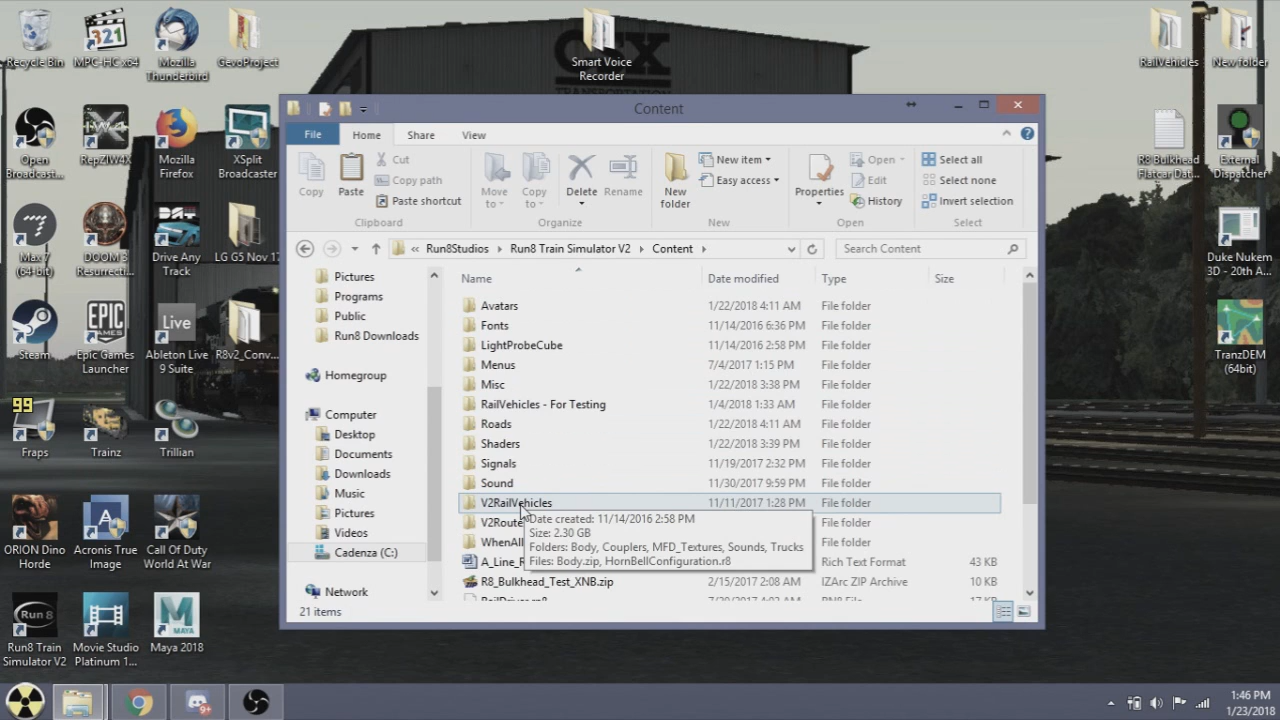 Recycle Bin
MPC-HC x64
Mozilla
Thunderbird
GevoProject
Smart Voice
Recorder
RailVehicles
New folder
CSX
TRANSPORTATION
Open
Broadcast...
RepZIW4X
Mozilla
Firefox
XSplit
Broadcaster
R8 Bulkhead
Flatcar Dat...
External
Dispatcher
Max 7
(64-bit)
DOOM 3
Resurrecti...
Drive Any
Track
LG G5 Nov 17
Duke Nukem
3D - 20th A...
Steam
Epic Games
Launcher
Ableton Live
9 Suite
R8v2_Conv...
TranzDEM
(64bit)
99
Fraps
Trainz
Trillian
ORION Dino
Horde
Acronis True
Image
Call Of Duty
World At War
Run8 Train
Simulator V2
Movie Studio
Platinum 1...
Maya 2018
Content
File
Home
Share
View
Copy
Paste
Cut
Copy path
Paste shortcut
Clipboard
Move
to
Copy
to
Delete
Rename
Organize
New
folder
New item
Easy access
New
Properties
Open
Edit
History
Open
Select all
Select none
Invert selection
Select
Run8Studios
Run8 Train Simulator V2
Content
Search Content
Pictures
Programs
Public
Run8 Downloads
Homegroup
Computer
Desktop
Documents
Downloads
Music
Pictures
Videos
Cadenza (C:)
Network
Name Date modified Type Size
Avatars 1/22/2018 4:11 AM File folder
Fonts 11/14/2016 6:36 PM File folder
LightProbeCube 11/14/2016 2:58 PM File folder
Menus 7/4/2017 1:15 PM File folder
Misc 1/22/2018 3:38 PM File folder
RailVehicles - For Testing 1/4/2018 1:33 AM File folder
Roads 1/22/2018 4:11 AM File folder
Shaders 1/22/2018 3:39 PM File folder
Signals 11/19/2017 2:32 PM File folder
Sound 11/30/2017 9:59 PM File folder
V2RailVehicles 11/11/2017 1:28 PM File folder
V2Route File folder
WhenAll File folder
A_Line_R Rich Text Format 40 KB
R8_Bulkhead_Test_XNB.zip 2/15/2017 2:08 AM IZArc ZIP Archive 10 KB
Date created: 11/14/2016 2:58 PM
Size: 2.30 GB
Folders: Body, Couplers, MFD_Textures, Sounds, Trucks
Files: Body.zip, HornBellConfiguration.r8
21 items
1:46 PM
1/23/2018